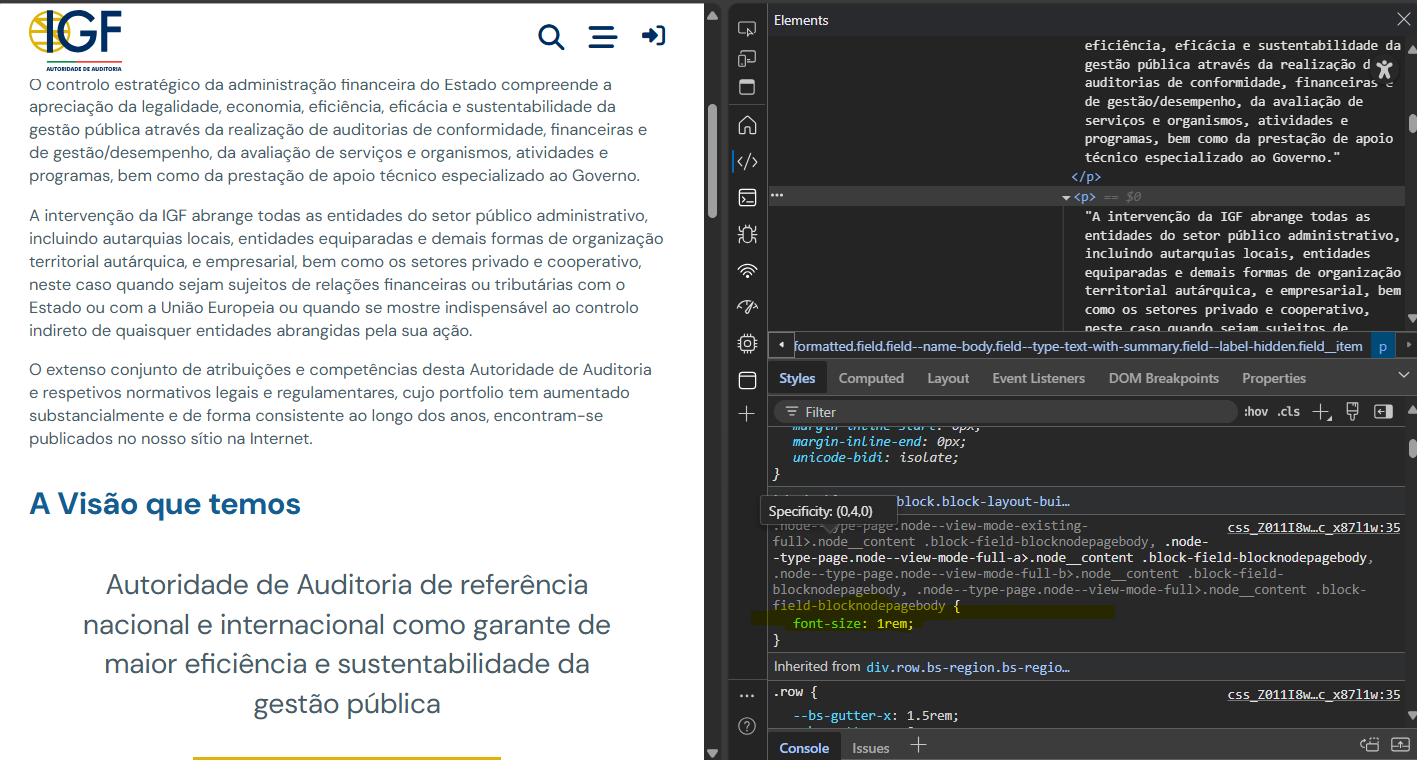 IGF
AUTORIDADE DE AUDITORIA
O controlo estratégico da administração financeira do Estado compreende a
apreciação da legalidade, economia, eficiência, eficácia e sustentabilidade da
gestão pública através da realização de auditorias de conformidade, financeiras e
de gestão/desempenho, da avaliação de serviços e organismos, atividades e
programas, bem como da prestação de apoio técnico especializado ao Governo.
A intervenção da IGF abrange todas as entidades do setor público administrativo,
incluindo autarquias locais, entidades equiparadas e demais formas de organização
territorial autárquica, e empresarial, bem como os setores privado e cooperativo,
neste caso quando sejam sujeitos de relações financeiras ou tributárias com o
Estado ou com a União Europeia ou quando se mostre indispensável ao controlo
indireto de quaisquer entidades abrangidas pela sua ação.
O extenso conjunto de atribuições e competências desta Autoridade de Auditoria
e respetivos normativos legais e regulamentares, cujo portfolio tem aumentado
substancialmente e de forma consistente ao longo dos anos, encontram-se
publicados no nosso sítio na Internet.
A Visão que temos
Autoridade de Auditoria de referência
nacional e internacional como garante de
maior eficiência e sustentabilidade da
gestão pública
Elements
eficiência, eficácia e sustentabilidade da
gestão pública através da realização d
auditorias de conformidade, financeiras e
de gestão/desempenho, da avaliação de
serviços e organismos, atividades e
programas, bem como da prestação de apoio
técnico especializado ao Governo."
</p>
<p> == $0
"A intervenção da IGF abrange todas as
entidades do setor público administrativo,
incluindo autarquias locais, entidades
equiparadas e demais formas de organização
territorial autárquica, e empresarial, bem
como os setores privado e cooperativo,
neste caso quando sejam sujeitos de
formatted.field.field--name-body.field--type-text-with-summary.field--label-hidden.field__item p
Styles Computed Layout Event Listeners DOM Breakpoints Properties
Filter :hov .cls
margin-inline-start: 0px;
margin-inline-end: 0px;
unicode-bidi: isolate;
}
block.block-layout-bui…
Specificity: (0,4,0)
.node--type-page.node--view-mode-existing- css_Z011I8w…c_x87l1w:35
full>.node__content .block-field-blocknodepagebody, .node-
-type-page.node--view-mode-full-a>.node__content .block-field-blocknodepagebody,
.node--type-page.node--view-mode-full-b>.node__content .block-field-
blocknodepagebody, .node--type-page.node--view-mode-full>.node__content .block-
field-blocknodepagebody {
font-size: 1rem;
}
Inherited from div.row.bs-region.bs-regio…
.row { css_Z011I8w…c_x87l1w:35
--bs-gutter-x: 1.5rem;
Console Issues